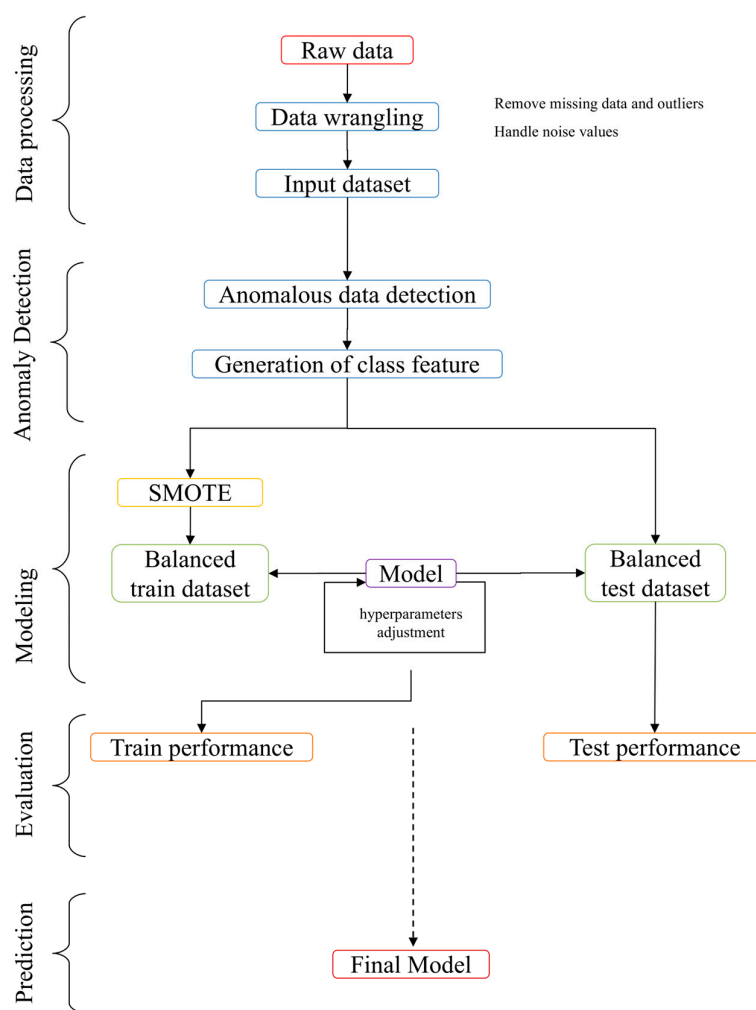 Data processing
Raw data
Data wrangling
Remove missing data and outliers
Handle noise values
Input dataset
Anomaly Detection
Anomalous data detection
Generation of class feature
Modeling
SMOTE
Balanced
train dataset
Model
hyperparameters
adjustment
Balanced
test dataset
Evaluation
Train performance
Test performance
Prediction
Final Model